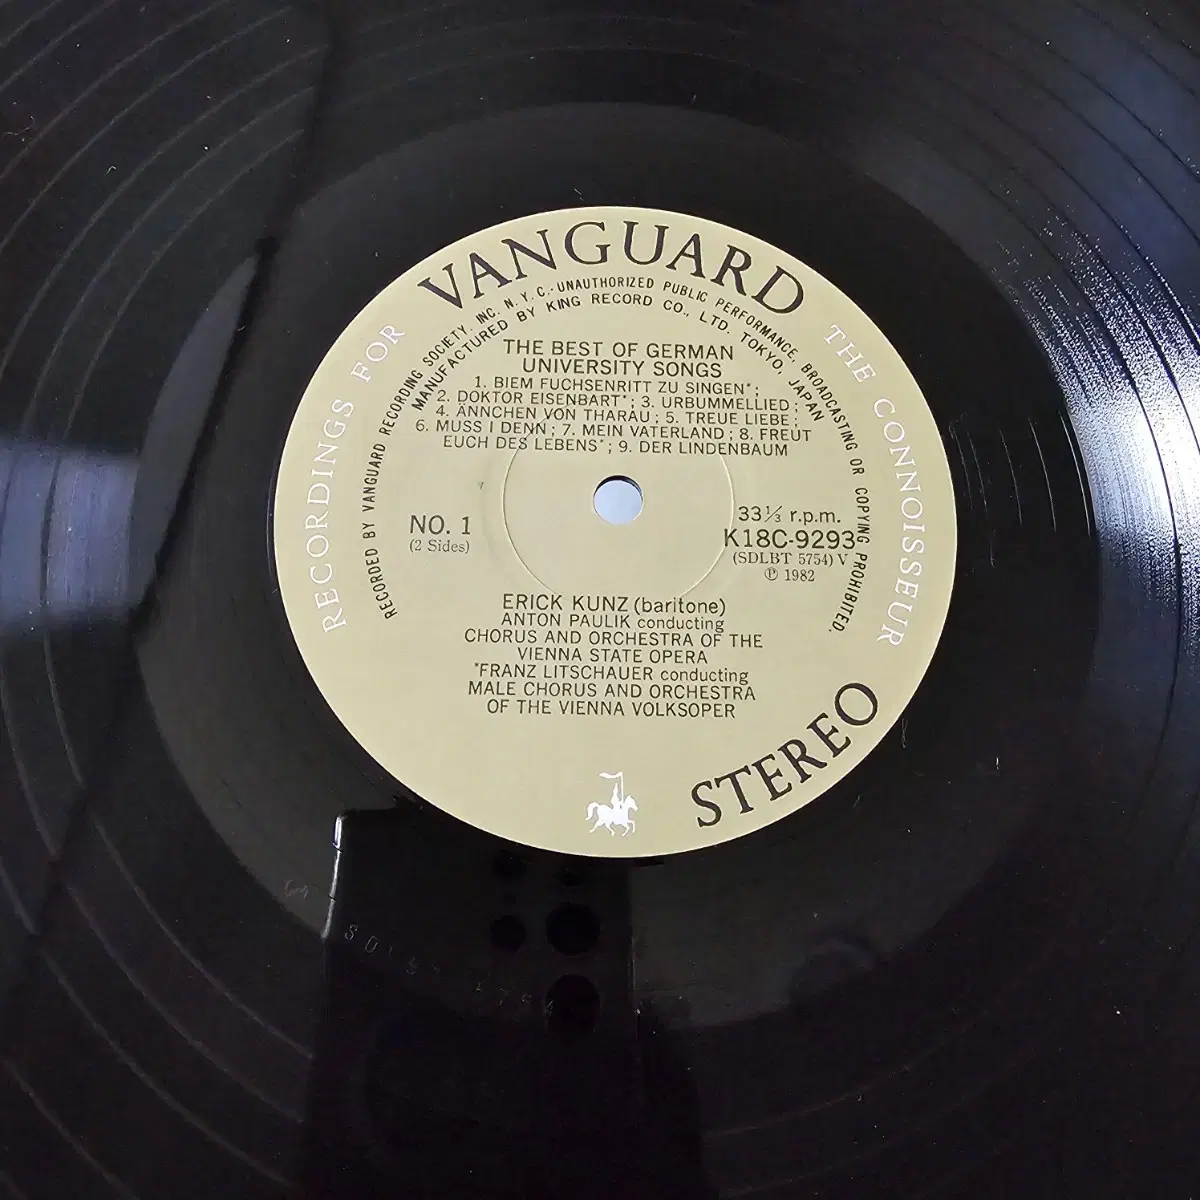 VANGUARD
RECORDINGS FOR THE CONNOISSEUR
RECORDED BY VANGUARD RECORDING SOCIETY, INC. N.Y.C.·UNAUTHORIZED PUBLIC PERFORMANCE, BROADCASTING OR COPYING PROHIBITED.
MANUFACTURED BY KING RECORD CO., LTD. TOKYO, JAPAN
THE BEST OF GERMAN
UNIVERSITY SONGS
1. BIEM FUCHSENRITT ZU SINGEN*;
2. DOKTOR EISENBART*; 3. URBUMMELLIED;
4. ÄNNCHEN VON THARAU; 5. TREUE LIEBE;
6. MUSS I DENN; 7. MEIN VATERLAND; 8. FREUT
EUCH DES LEBENS*; 9. DER LINDENBAUM
NO. 1
(2 Sides)
33⅓ r.p.m.
K18C-9293
(SDLBT 5754) V
℗ 1982
ERICK KUNZ (baritone)
ANTON PAULIK conducting
CHORUS AND ORCHESTRA OF THE
VIENNA STATE OPERA
*FRANZ LITSCHAUER conducting
MALE CHORUS AND ORCHESTRA
OF THE VIENNA VOLKSOPER
STEREO